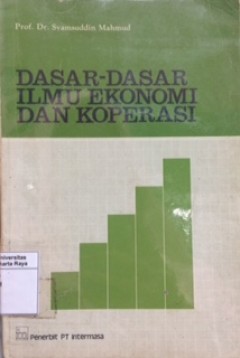 Prof. Dr. Syamsuddin Mahmud
DASAR-DASAR
ILMU EKONOMI
DAN KOPERASI
Universitas
Jakarta Raya
Penerbit PT Intermasa